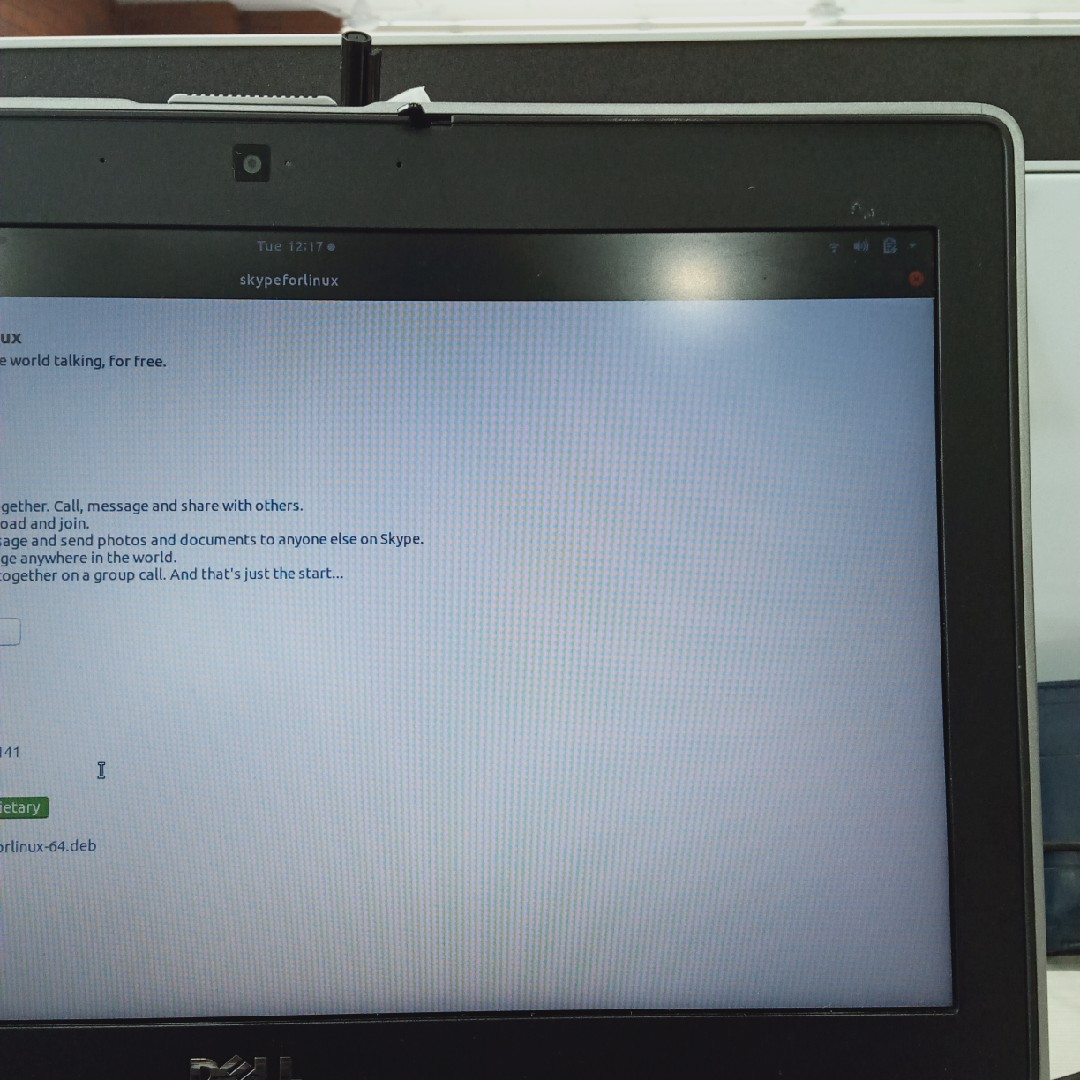 Tue 12:17
skypeforlinux
ux
e world talking, for free.
gether. Call, message and share with others.
oad and join.
sage and send photos and documents to anyone else on Skype.
ge anywhere in the world.
together on a group call. And that's just the start...
141
ietary
orlinux-64.deb
DELL